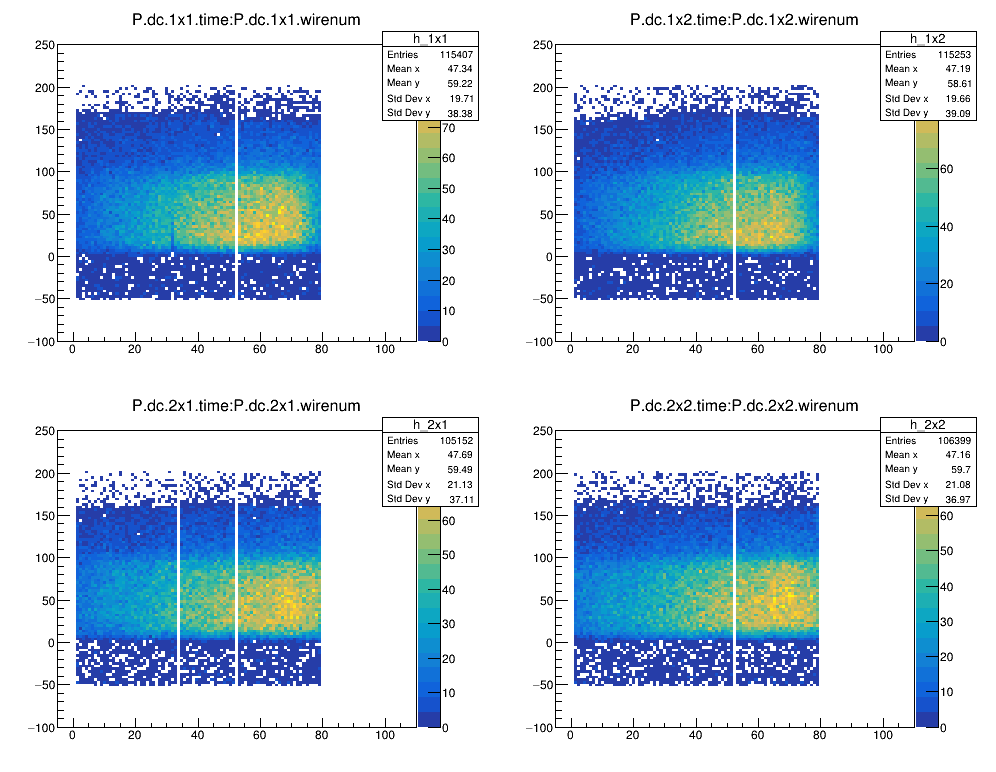 P.dc.1x1.time:P.dc.1x1.wirenum
h_1x1
Entries 115407
Mean x 47.34
Mean y 59.22
Std Dev x 19.71
Std Dev y 38.38
250
200
150
100
50
0
−50
−100
0 20 40 60 80 100
70
60
50
40
30
20
10
0
P.dc.1x2.time:P.dc.1x2.wirenum
h_1x2
Entries 115253
Mean x 47.19
Mean y 58.61
Std Dev x 19.66
Std Dev y 39.09
250
200
150
100
50
0
−50
−100
0 20 40 60 80 100
60
40
20
0
P.dc.2x1.time:P.dc.2x1.wirenum
h_2x1
Entries 105152
Mean x 47.69
Mean y 59.49
Std Dev x 21.13
Std Dev y 37.11
250
200
150
100
50
0
−50
−100
0 20 40 60 80 100
60
50
40
30
20
10
0
P.dc.2x2.time:P.dc.2x2.wirenum
h_2x2
Entries 106399
Mean x 47.16
Mean y 59.7
Std Dev x 21.08
Std Dev y 36.97
250
200
150
100
50
0
−50
−100
0 20 40 60 80 100
60
50
40
30
20
10
0